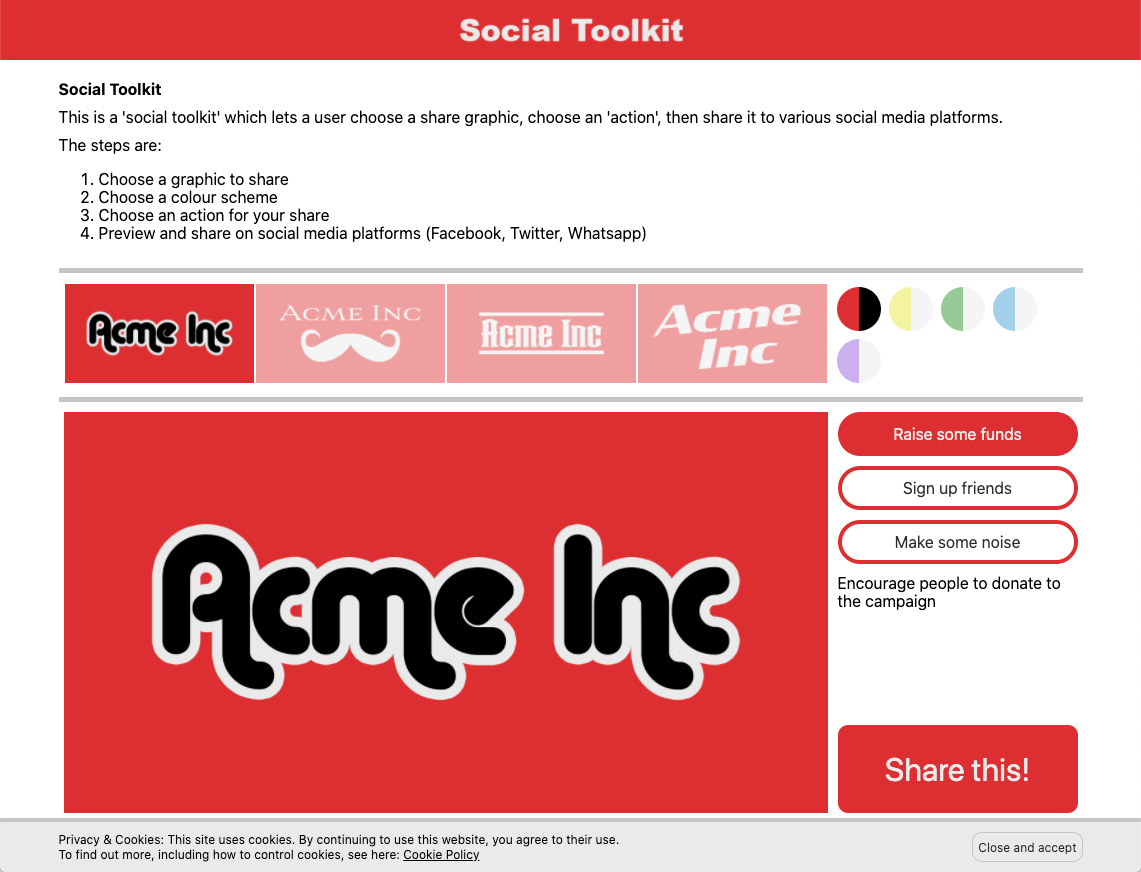 Social Toolkit
Social Toolkit
This is a 'social toolkit' which lets a user choose a share graphic, choose an 'action', then share it to various social media platforms.
The steps are:
1. Choose a graphic to share
2. Choose a colour scheme
3. Choose an action for your share
4. Preview and share on social media platforms (Facebook, Twitter, Whatsapp)
Acme Inc
Acme Inc
Acme Inc
Acme
Inc
Acme Inc
Raise some funds
Sign up friends
Make some noise
Encourage people to donate to
the campaign
Share this!
Privacy & Cookies: This site uses cookies. By continuing to use this website, you agree to their use.
To find out more, including how to control cookies, see here: Cookie Policy
Close and accept